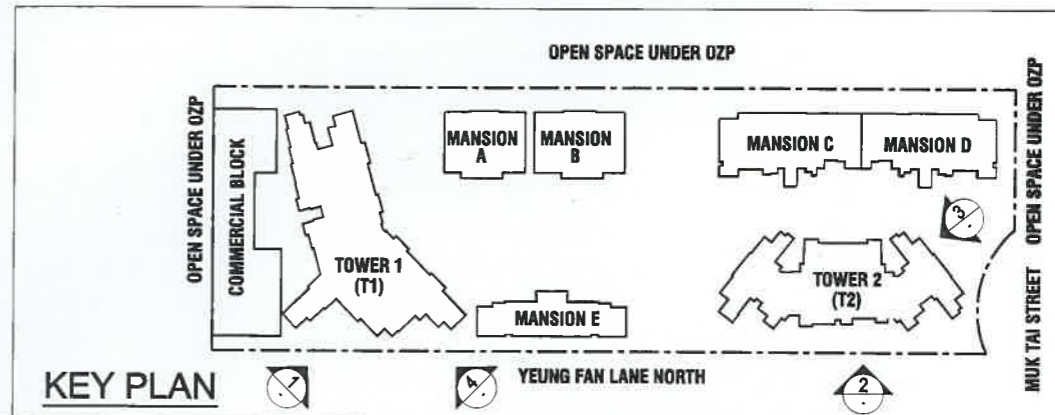 OPEN SPACE UNDER OZP
OPEN SPACE UNDER OZP
COMMERCIAL BLOCK
TOWER 1
(T1)
MANSION
A
MANSION
B
MANSION C
MANSION D
OPEN SPACE UNDER OZP
MUK TAI STREET
3
-
TOWER 2
(T2)
MANSION E
KEY PLAN
1
-
4
-
YEUNG FAN LANE NORTH
2
-